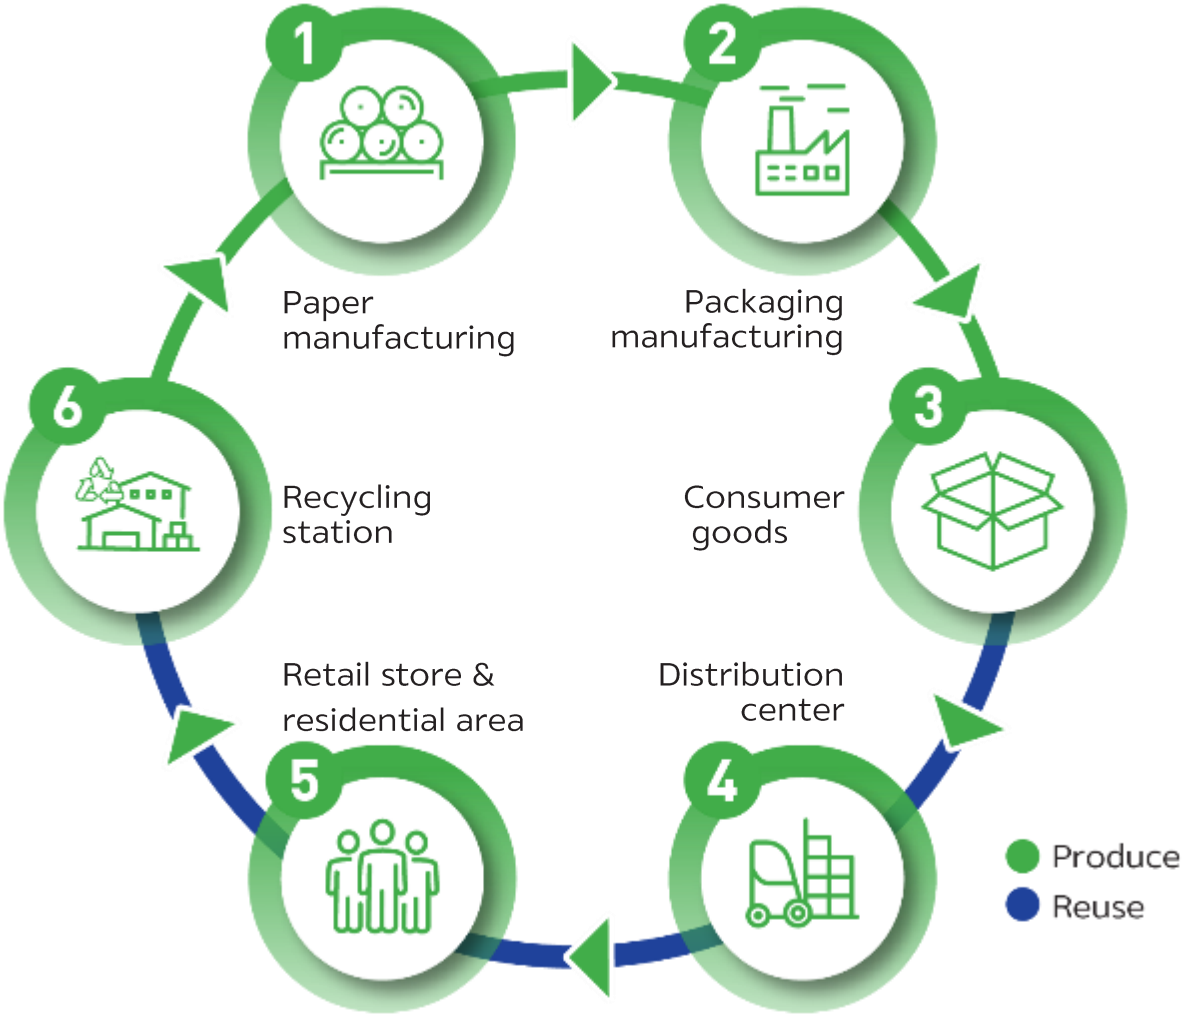 1
2
Paper
manufacturing
Packaging
manufacturing
6
3
Recycling
station
Consumer
goods
Retail store &
residential area
Distribution
center
5
4
Produce
Reuse